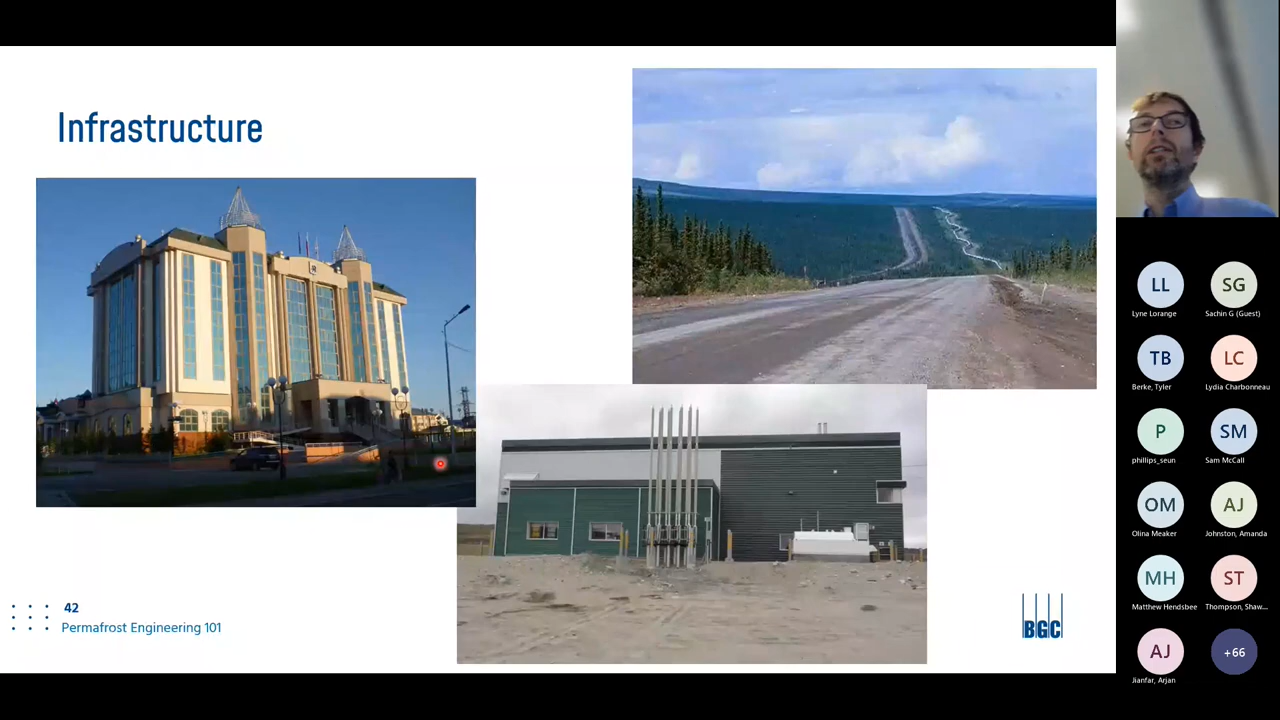 Infrastructure
42
Permafrost Engineering 101
BGC
LL
Lyne Lorange
SG
Sachin G (Guest)
TB
Berke, Tyler
LC
Lydia Charbonneau
P
phillips_seun
SM
Sam McCall
OM
Olina Meaker
AJ
Johnston, Amanda
MH
Matthew Hendsbee
ST
Thompson, Shaw...
AJ
Jianfar, Arjan
+66